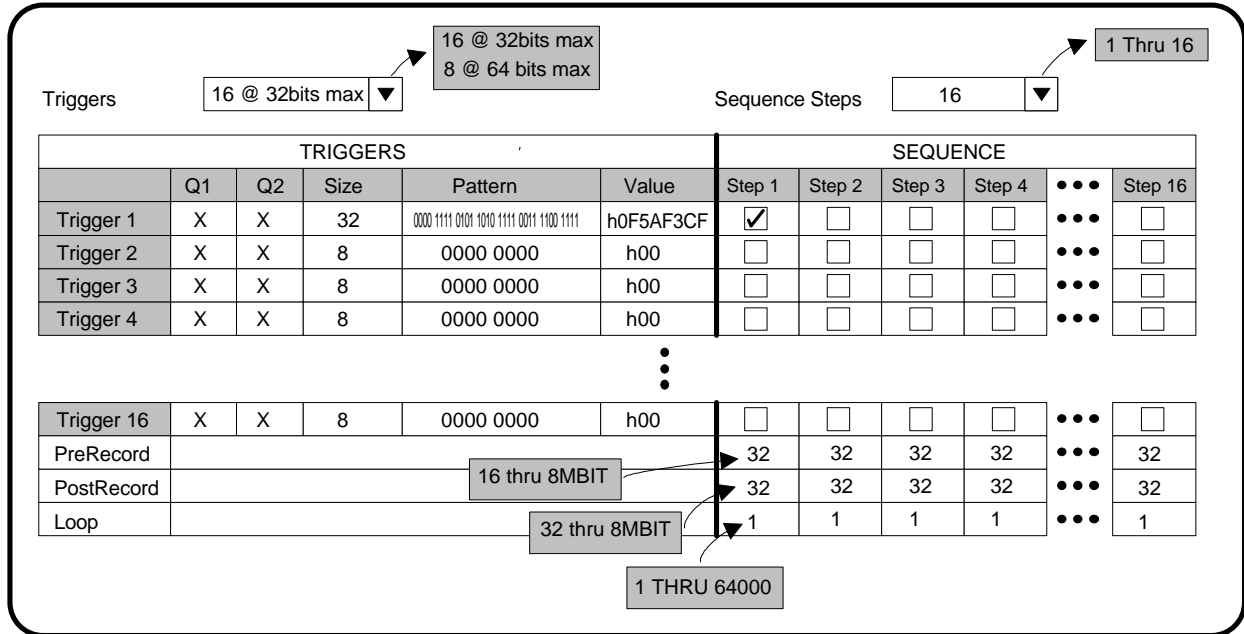 16 @ 32bits max
8 @ 64 bits max
1 Thru 16
Triggers 16 @ 32bits max Sequence Steps 16
TRIGGERS SEQUENCE
Q1 Q2 Size Pattern Value Step 1 Step 2 Step 3 Step 4 Step 16
Trigger 1 X X 32 0000 1111 0101 1010 1111 0011 1100 1111 h0F5AF3CF
Trigger 2 X X 8 0000 0000 h00
Trigger 3 X X 8 0000 0000 h00
Trigger 4 X X 8 0000 0000 h00
Trigger 16 X X 8 0000 0000 h00
PreRecord 32 32 32 32 32
16 thru 8MBIT
PostRecord 32 32 32 32 32
Loop 1 1 1 1 1
32 thru 8MBIT
1 THRU 64000